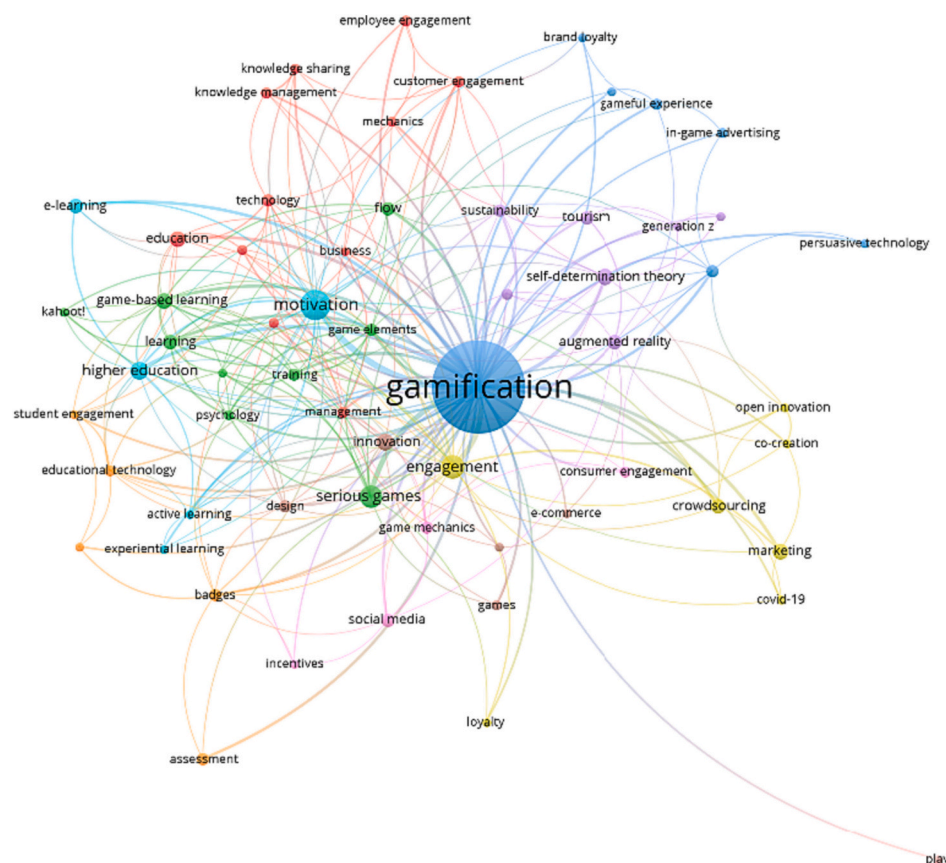 employee engagement
brand loyalty
knowledge sharing
customer engagement
knowledge management
gameful experience
mechanics
in-game advertising
technology
e-learning
flow
sustainability
tourism
generation z
education
business
persuasive technology
self-determination theory
game-based learning
motivation
kahoot!
game elements
learning
augmented reality
higher education
training
gamification
student engagement
psychology
management
open innovation
innovation
co-creation
educational technology
engagement
consumer engagement
serious games
design
active learning
game mechanics
e-commerce
crowdsourcing
experiential learning
marketing
badges
games
covid-19
social media
incentives
loyalty
assessment
play